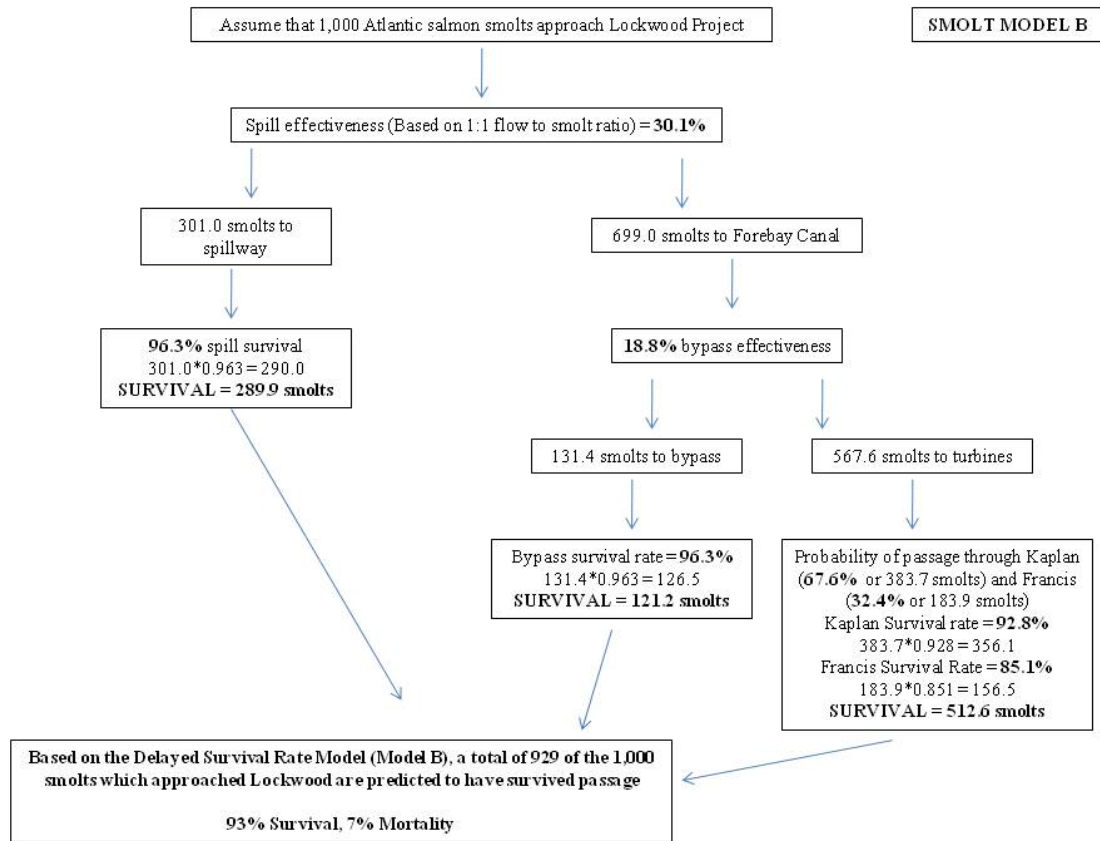 Assume that 1,000 Atlantic salmon smolts approach Lockwood Project
SMOLT MODEL B
Spill effectiveness (Based on 1:1 flow to smolt ratio) = 30.1%
301.0 smolts to
spillway
699.0 smolts to Forebay Canal
96.3% spill survival
301.0*0.963 = 290.0
SURVIVAL = 289.9 smolts
18.8% bypass effectiveness
131.4 smolts to bypass
567.6 smolts to turbines
Bypass survival rate = 96.3%
131.4*0.963 = 126.5
SURVIVAL = 121.2 smolts
Probability of passage through Kaplan
(67.6% or 383.7 smolts) and Francis
(32.4% or 183.9 smolts)
Kaplan Survival rate = 92.8%
383.7*0.928 = 356.1
Francis Survival Rate = 85.1%
183.9*0.851 = 156.5
SURVIVAL = 512.6 smolts
Based on the Delayed Survival Rate Model (Model B), a total of 929 of the 1,000
smolts which approached Lockwood are predicted to have survived passage
93% Survival, 7% Mortality